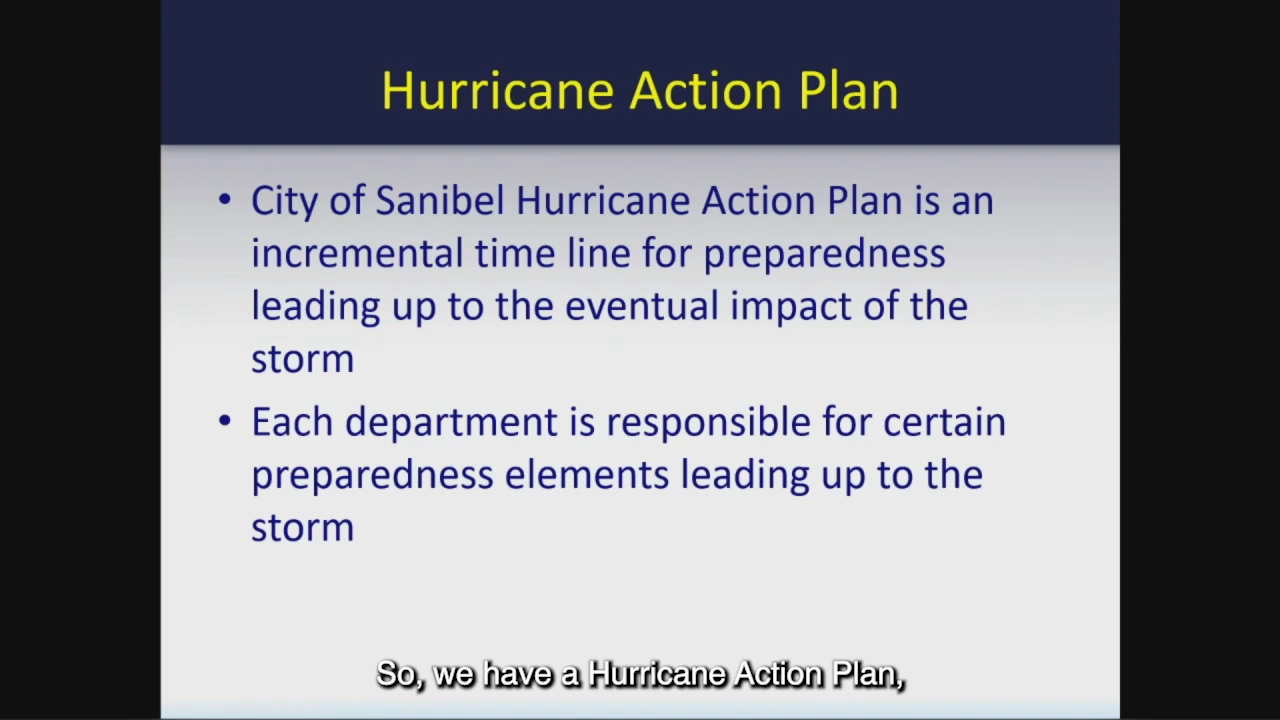 Hurricane Action Plan
• City of Sanibel Hurricane Action Plan is an
incremental time line for preparedness
leading up to the eventual impact of the
storm
• Each department is responsible for certain
preparedness elements leading up to the
storm
So, we have a Hurricane Action Plan,